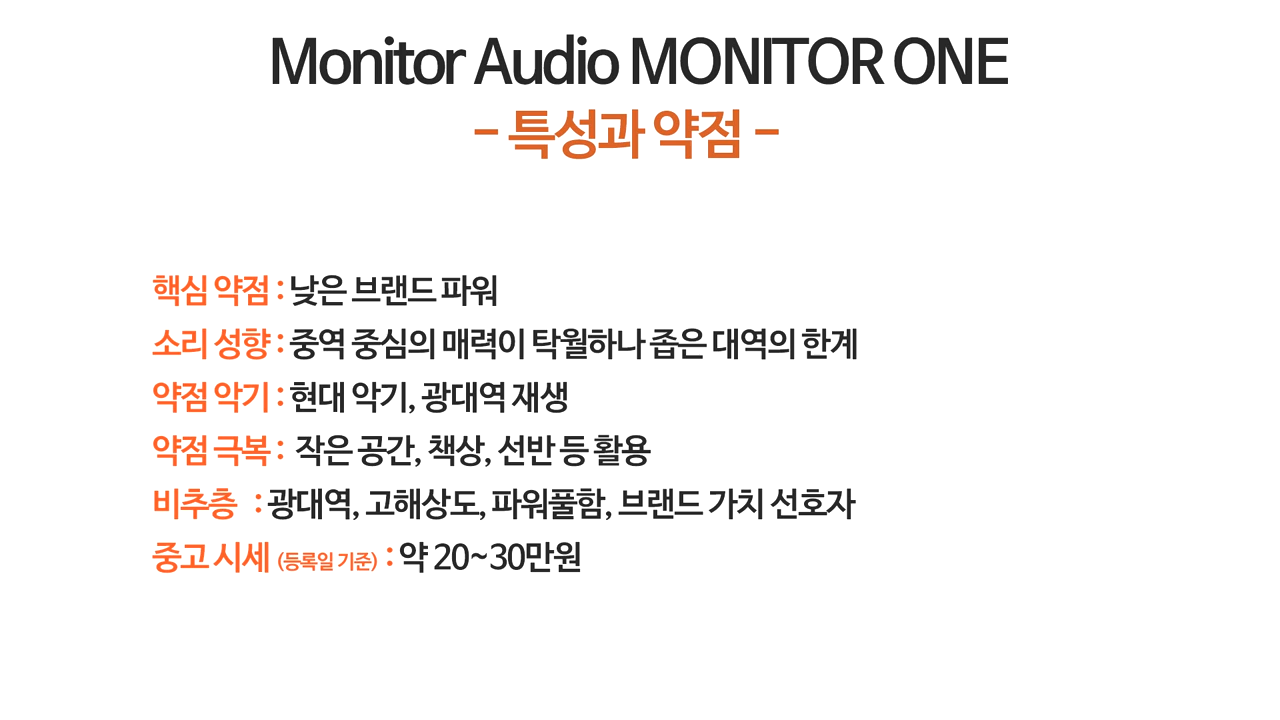 Monitor Audio MONITOR ONE
- 특성과 약점 -
핵심 약점 : 낮은 브랜드 파워
소리 성향 : 중역 중심의 매력이 탁월하나 좁은 대역의 한계
약점 악기 : 현대 악기, 광대역 재생
약점 극복 : 작은 공간, 책상, 선반 등 활용
비추층 : 광대역, 고해상도, 파워풀함, 브랜드 가치 선호자
중고 시세 (등록일 기준) : 약 20~30만원